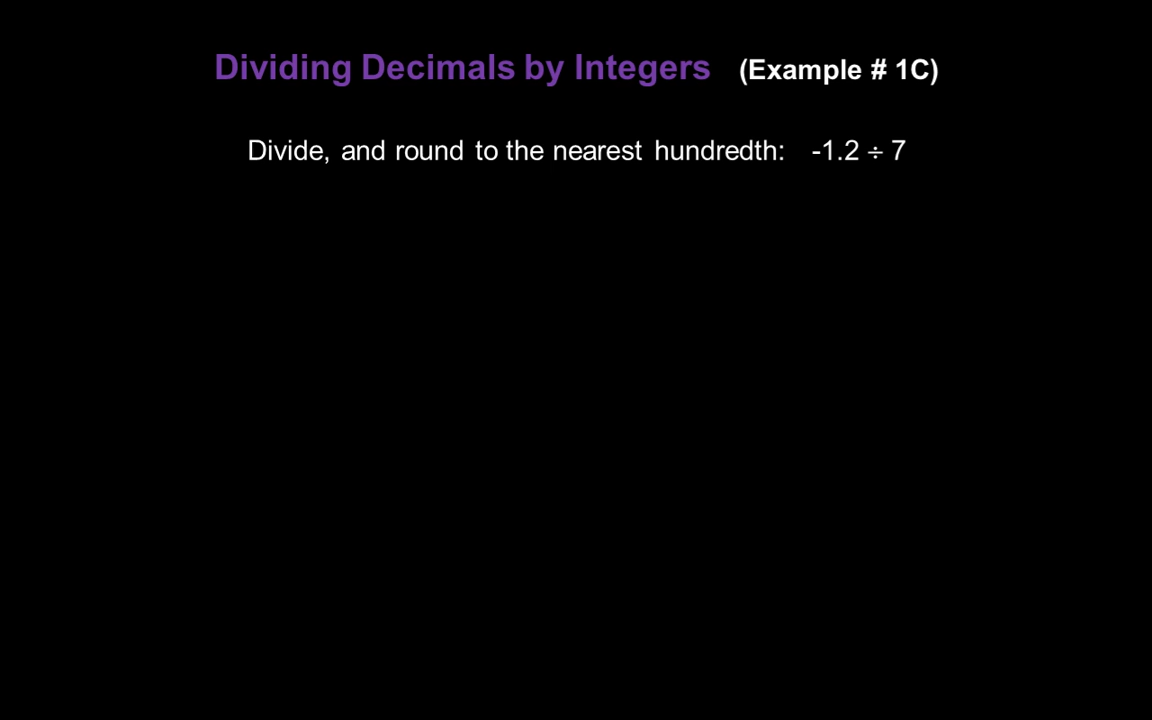 Dividing Decimals by Integers (Example # 1C)
Divide, and round to the nearest hundredth: -1.2 ÷ 7